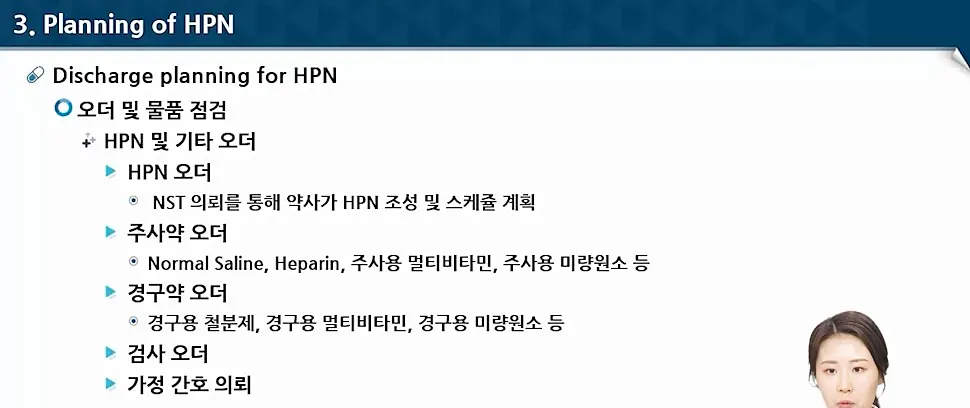 3. Planning of HPN
Discharge planning for HPN
오더 및 물품 점검
HPN 및 기타 오더
HPN 오더
NST 의뢰를 통해 약사가 HPN 조성 및 스케쥴 계획
주사약 오더
Normal Saline, Heparin, 주사용 멀티비타민, 주사용 미량원소 등
경구약 오더
경구용 철분제, 경구용 멀티비타민, 경구용 미량원소 등
검사 오더
가정 간호 의뢰